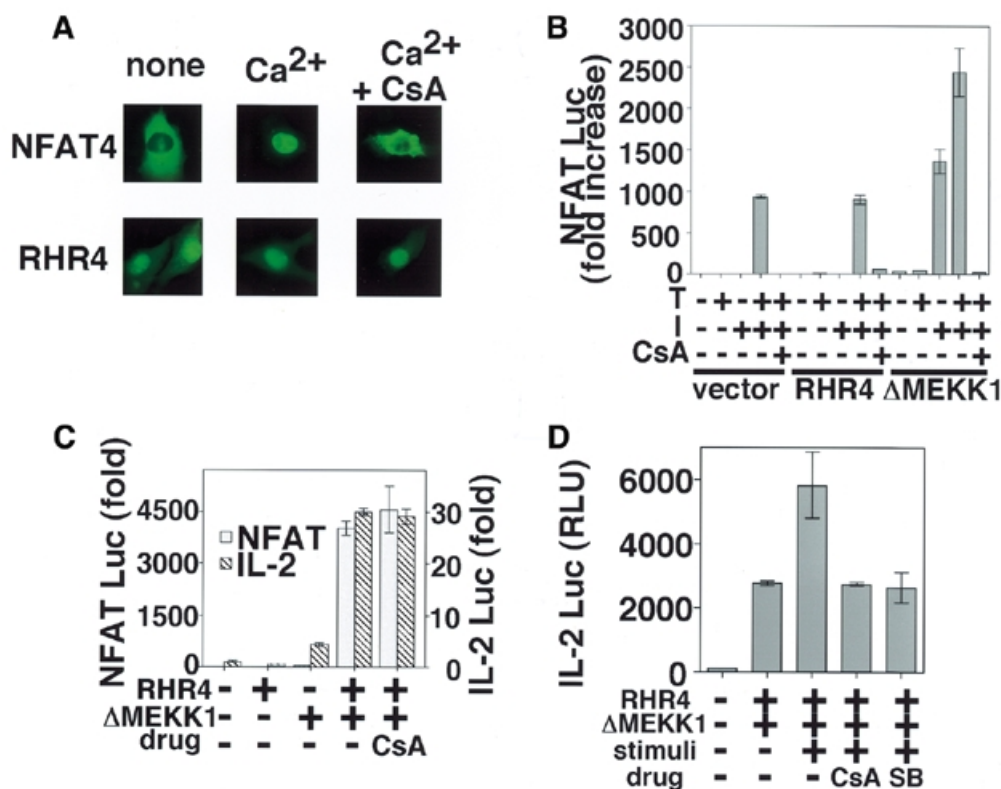 A
none
Ca2+
Ca2+
+ CsA
NFAT4
RHR4
B
NFAT Luc
(fold increase)
3000
2500
2000
1500
1000
500
0
T - + - + + - + - + + - + - + +
I - - + + + - - + + + - - + + +
CsA - - - - + - - - - + - - - - +
vector RHR4 ΔMEKK1
C
NFAT Luc (fold)
4500
3000
1500
0
NFAT
IL-2
30
20
10
0
IL-2 Luc (fold)
RHR4 - + - + +
ΔMEKK1 - - + + +
drug - - - - CsA
D
IL-2 Luc (RLU)
6000
4000
2000
0
RHR4 - + + + +
ΔMEKK1 - + + + +
stimuli - - + + +
drug - - - CsA SB